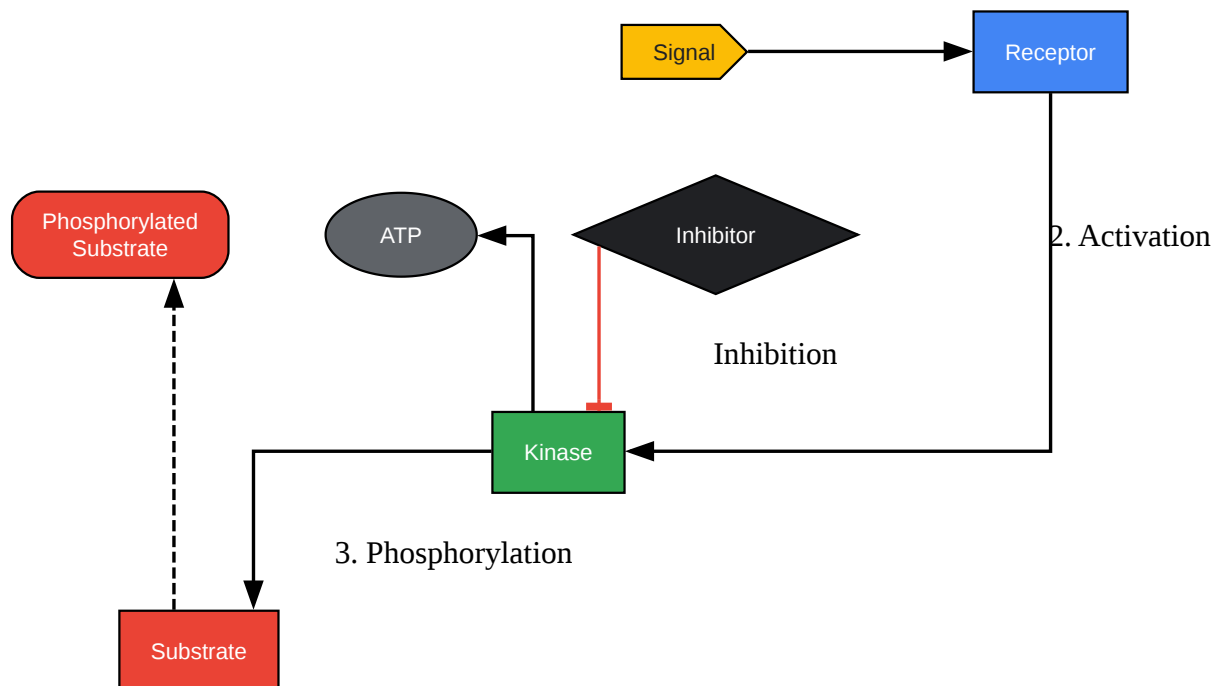 Signal
Receptor
Phosphorylated
Substrate
ATP
Inhibitor
2. Activation
Inhibition
Kinase
3. Phosphorylation
Substrate